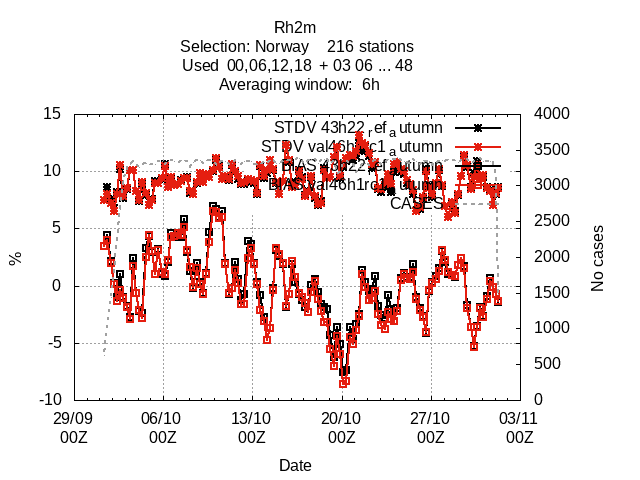 Rh2m
Selection: Norway 216 stations
Used 00,06,12,18 + 03 06 ... 48
Averaging window: 6h
15
10
5
0
-5
-10
%
4000
3500
3000
2500
2000
1500
1000
500
0
No cases
STDV 43h22_ref_autumn
STDV val46h1rc1_autumn
BIAS 43h22_ref_autumn
BIAS val46h1rc1_autumn
CASES
29/09 06/10 13/10 20/10 27/10 03/11
00Z 00Z 00Z 00Z 00Z 00Z
Date